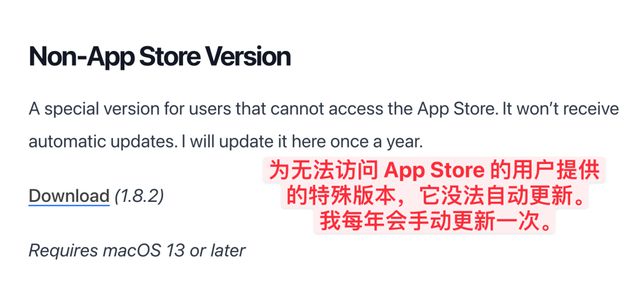 Non-App Store Version
A special version for users that cannot access the App Store. It won’t receive
automatic updates. I will update it here once a year.
为无法访问 App Store 的用户提供
的特殊版本，它没法自动更新。
我每年会手动更新一次。
Download (1.8.2)
Requires macOS 13 or later